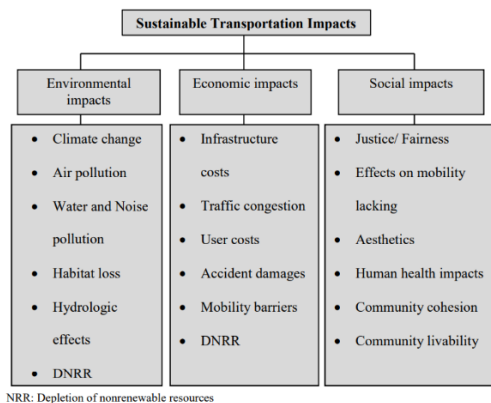 Sustainable Transportation Impacts
Environmental
impacts
Economic impacts
Social impacts
• Climate change
• Air pollution
• Water and Noise
pollution
• Habitat loss
• Hydrologic
effects
• DNRR
• Infrastructure
costs
• Traffic congestion
• User costs
• Accident damages
• Mobility barriers
• DNRR
• Justice/ Fairness
• Effects on mobility
lacking
• Aesthetics
• Human health impacts
• Community cohesion
• Community livability
NRR: Depletion of nonrenewable resources